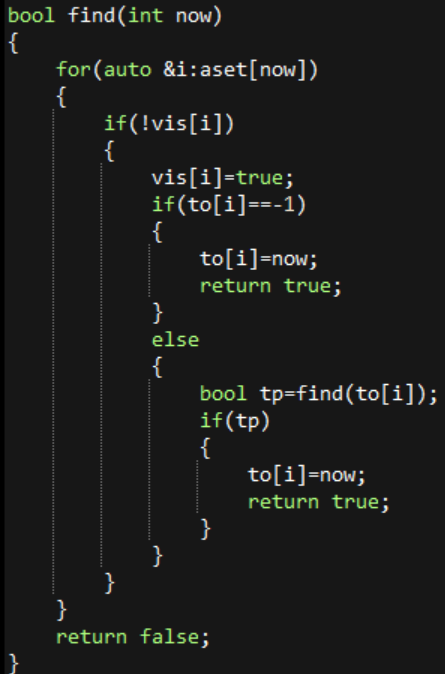 bool find(int now)
{
    for(auto &i:aset[now])
    {
        if(!vis[i])
        {
            vis[i]=true;
            if(to[i]==-1)
            {
                to[i]=now;
                return true;
            }
            else
            {
                bool tp=find(to[i]);
                if(tp)
                {
                    to[i]=now;
                    return true;
                }
            }
        }
    }
    return false;
}